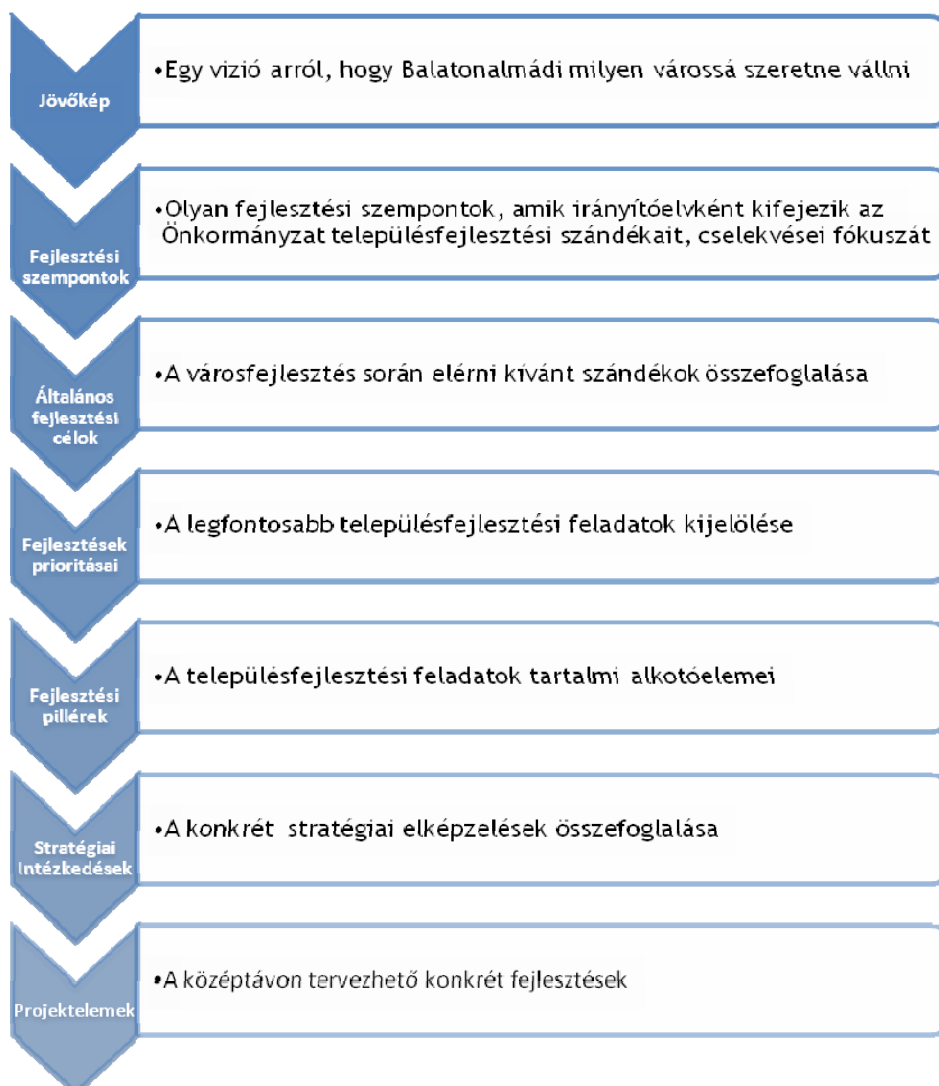 Jövőkép
•Egy vizió arról, hogy Balatonalmádi milyen várossá szeretne vállni
Fejlesztési
szempontok
•Olyan fejlesztési szempontok, amik irányítóelvként kifejezik az
Önkormányzat településfejlesztési szándékait, cselekvései fókuszát
Általános
fejlesztési
célok
•A városfejlesztés során elérni kívánt szándékok összefoglalása
Fejlesztések
prioritásai
•A legfontosabb településfejlesztési feladatok kijelölése
Fejlesztési
pillérek
•A településfejlesztési feladatok tartalmi alkotóelemei
Stratégiai
Intézkedések
•A konkrét stratégiai elképzelések összefoglalása
Projektelemek
•A középtávon tervezhető konkrét fejlesztések